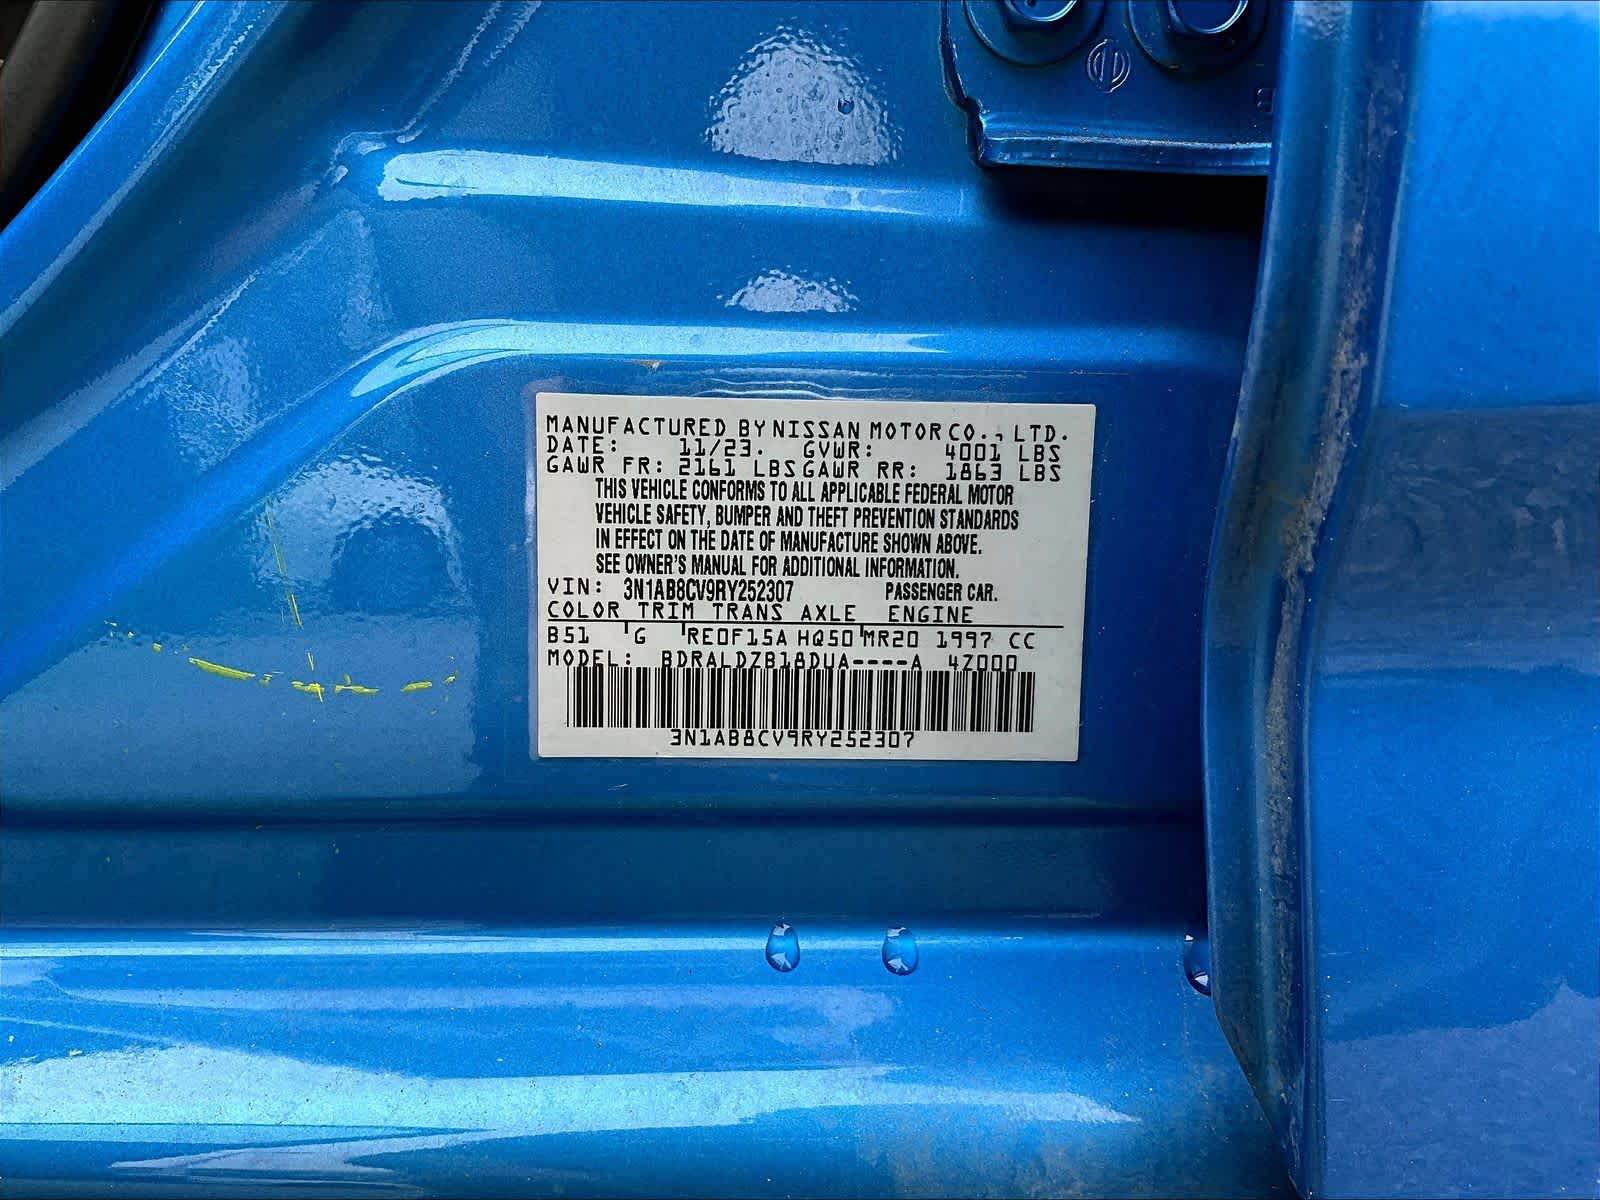 MANUFACTURED BY NISSAN MOTOR CO., LTD.
DATE: 11/23. GVWR: 4001 LBS
GAWR FR: 2161 LBS GAWR RR: 1863 LBS
THIS VEHICLE CONFORMS TO ALL APPLICABLE FEDERAL MOTOR
VEHICLE SAFETY, BUMPER AND THEFT PREVENTION STANDARDS
IN EFFECT ON THE DATE OF MANUFACTURE SHOWN ABOVE.
SEE OWNER'S MANUAL FOR ADDITIONAL INFORMATION.
VIN: 3N1AB8CV9RY252307 PASSENGER CAR.
COLOR TRIM TRANS AXLE ENGINE
B51 G RE0F15A HQ50 MR20 1997 CC
MODEL: BDRALDZB18DUA----A 4Z000
3N1AB8CV9RY252307